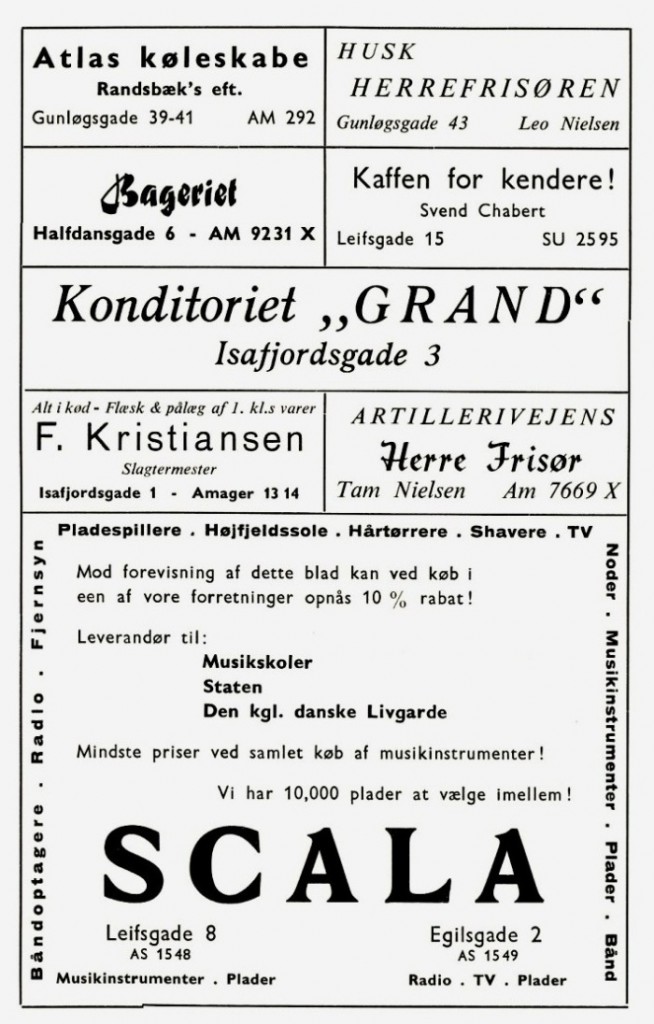 Atlas køleskabe
Randsbæk's eft.
Gunløgsgade 39-41 AM 292
HUSK
HERREFRISØREN
Gunløgsgade 43 Leo Nielsen
Bageriet
Halfdansgade 6 - AM 9231 X
Kaffen for kendere!
Svend Chabert
Leifsgade 15 SU 2595
Konditoriet „GRAND“
Isafjordsgade 3
Alt i kød - Flæsk & pålæg af 1. kl.s varer
F. Kristiansen
Slagtermester
Isafjordsgade 1 - Amager 13 14
ARTILLERIVEJENS
Herre Frisør
Tam Nielsen Am 7669 X
Pladespillere . Højfjeldssole . Hårtørrere . Shavere . TV
Båndoptagere . Radio . Fjernsyn
Mod forevisning af dette blad kan ved køb i
een af vore forretninger opnås 10 % rabat!
Leverandør til:
Musikskoler
Staten
Den kgl. danske Livgarde
Mindste priser ved samlet køb af musikinstrumenter!
Vi har 10,000 plader at vælge imellem!
SCALA
Leifsgade 8
AS 1548
Musikinstrumenter . Plader
Egilsgade 2
AS 1549
Radio . TV . Plader
Noder . Musikinstrumenter . Plader . Bånd